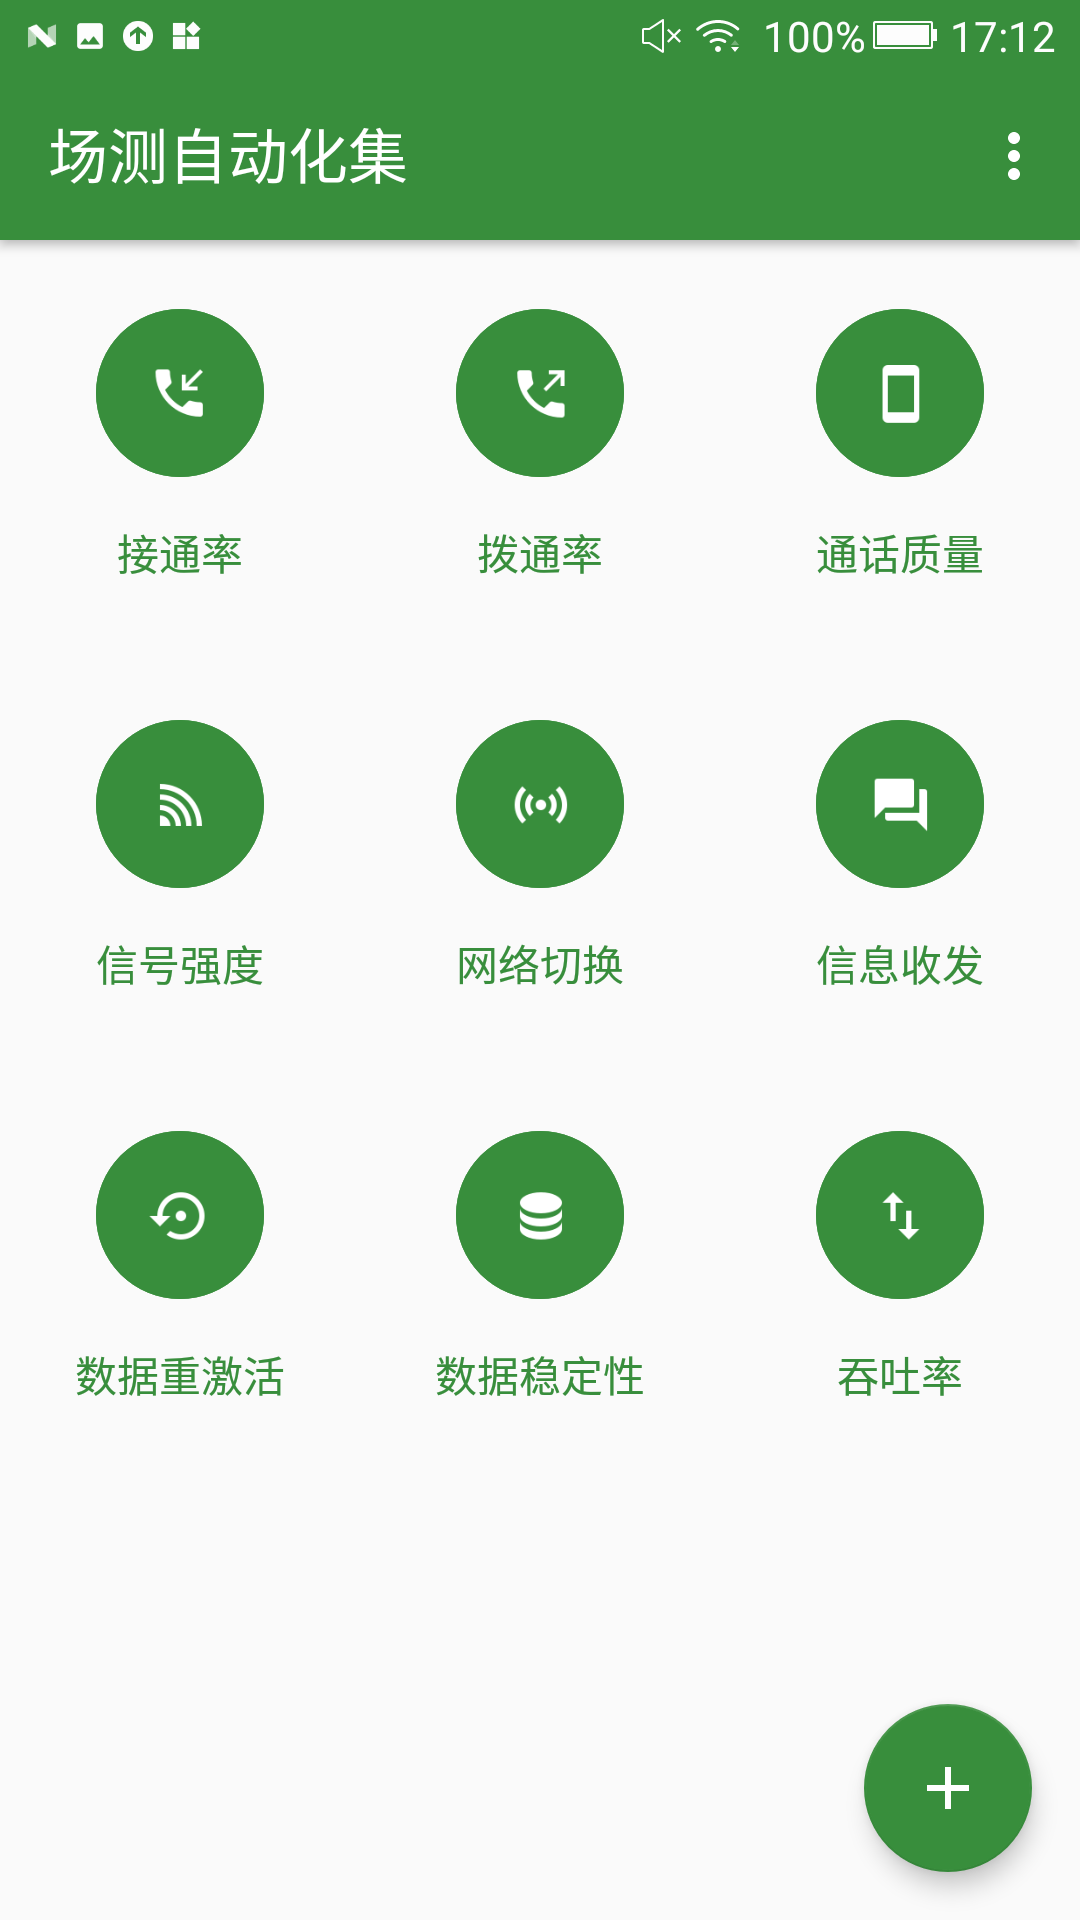 100% 17:12
场测自动化集
接通率 拨通率 通话质量
信号强度 网络切换 信息收发
数据重激活 数据稳定性 吞吐率